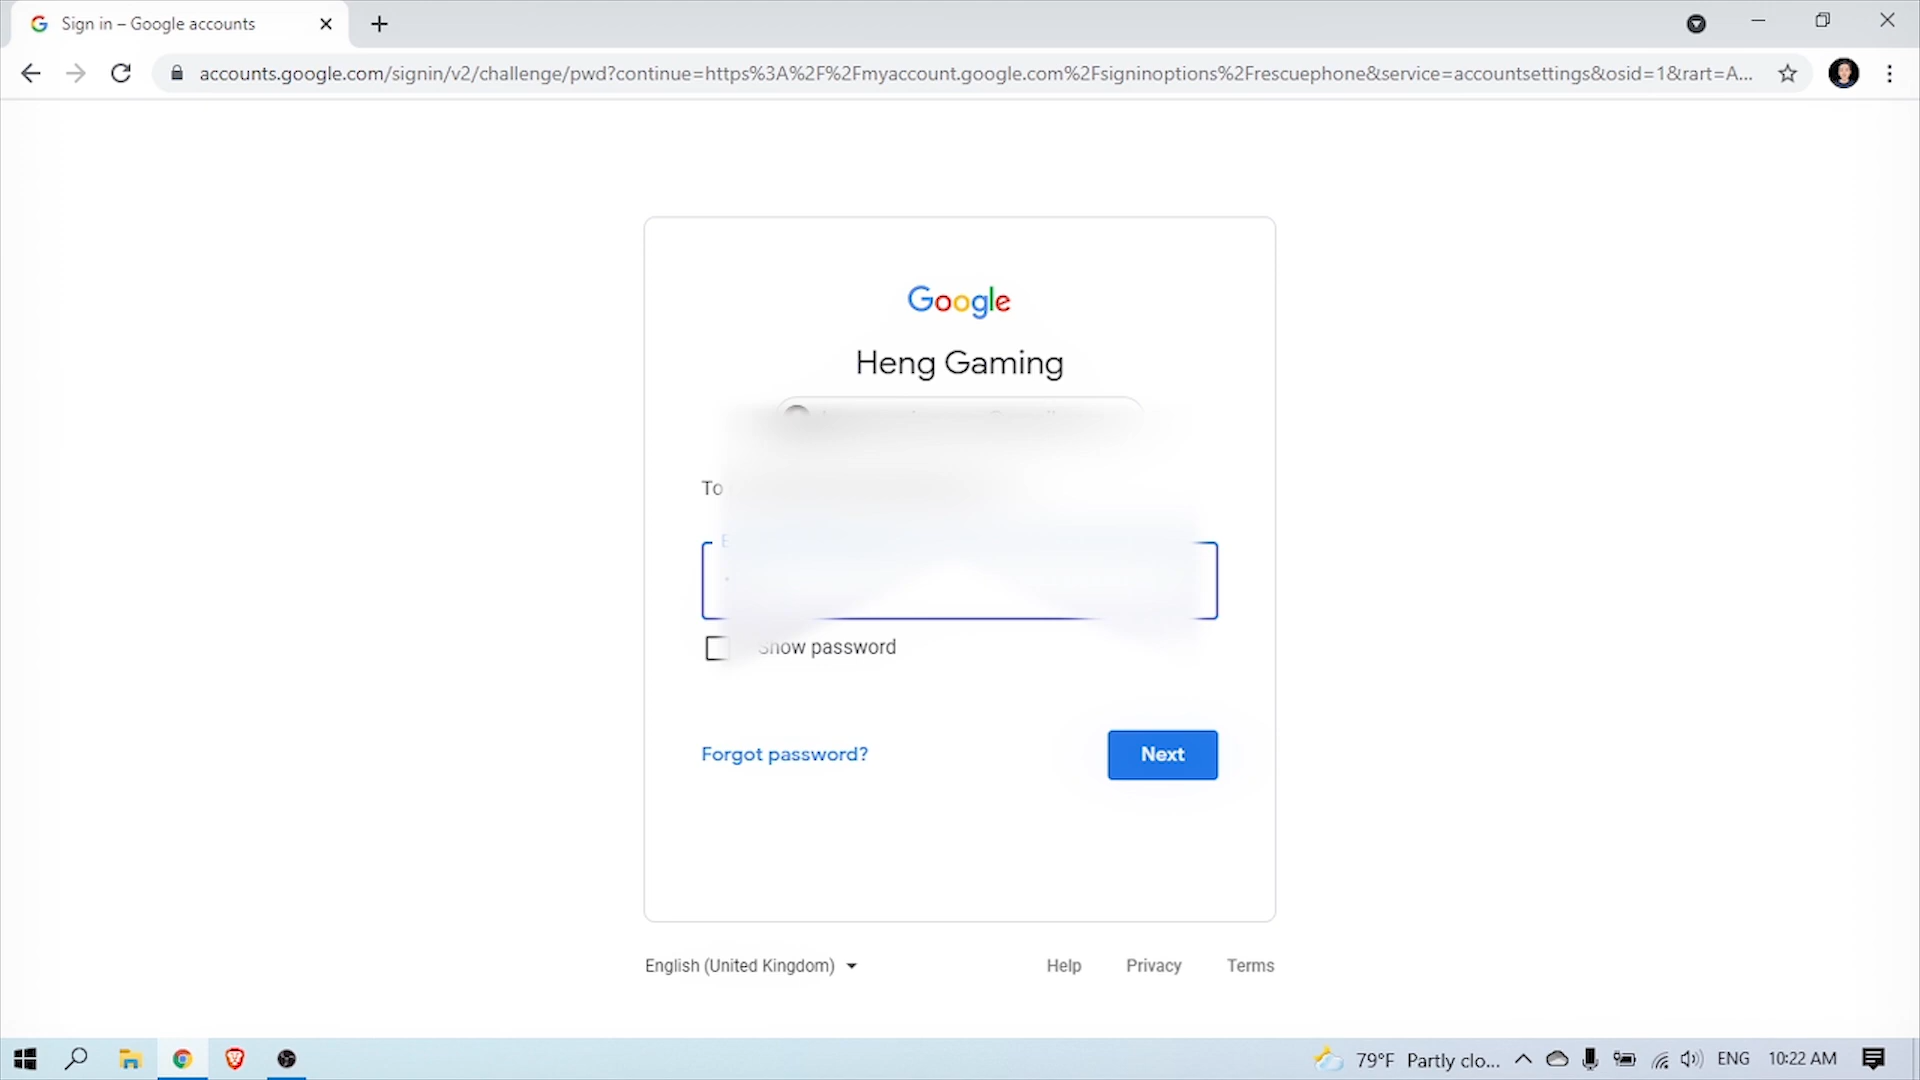 Sign in – Google accounts
accounts.google.com/signin/v2/challenge/pwd?continue=https%3A%2F%2Fmyaccount.google.com%2Fsigninoptions%2Frescuephone&service=accountsettings&osid=1&rart=A...
Google
Heng Gaming
To
Show password
Forgot password?
Next
English (United Kingdom)
Help Privacy Terms
79°F Partly clo... ENG 10:22 AM